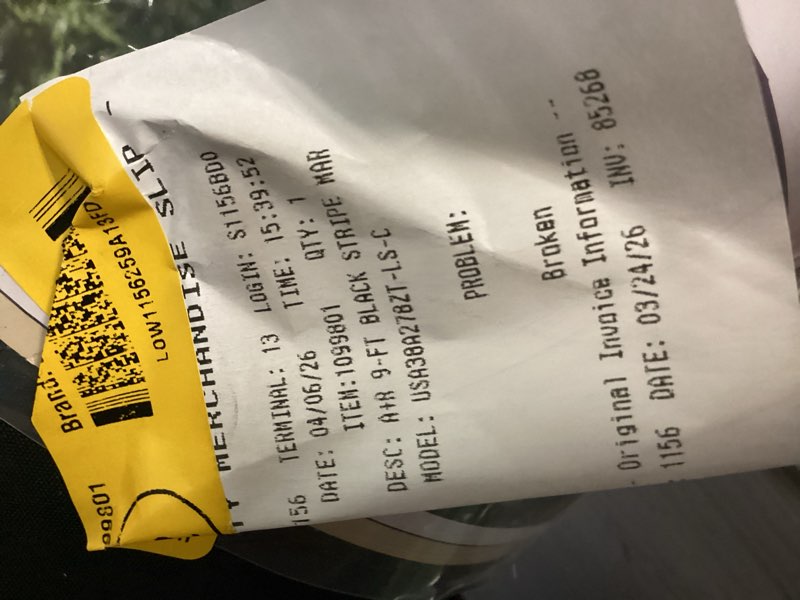 99801
Brand:
LOW1156259A13FD
Y MERCHANDISE SLIP -
156 TERMINAL: 13 LOGIN: S1156BDO
DATE: 04/06/26 TIME: 15:39:52
ITEM:1099801 QTY: 1
DESC: A+R 9-FT BLACK STRIPE MAR
MODEL: USA38A278ZT-LS-C
PROBLEM:
Broken
- Original Invoice Information --
1156 DATE: 03/24/26 INV: 85268